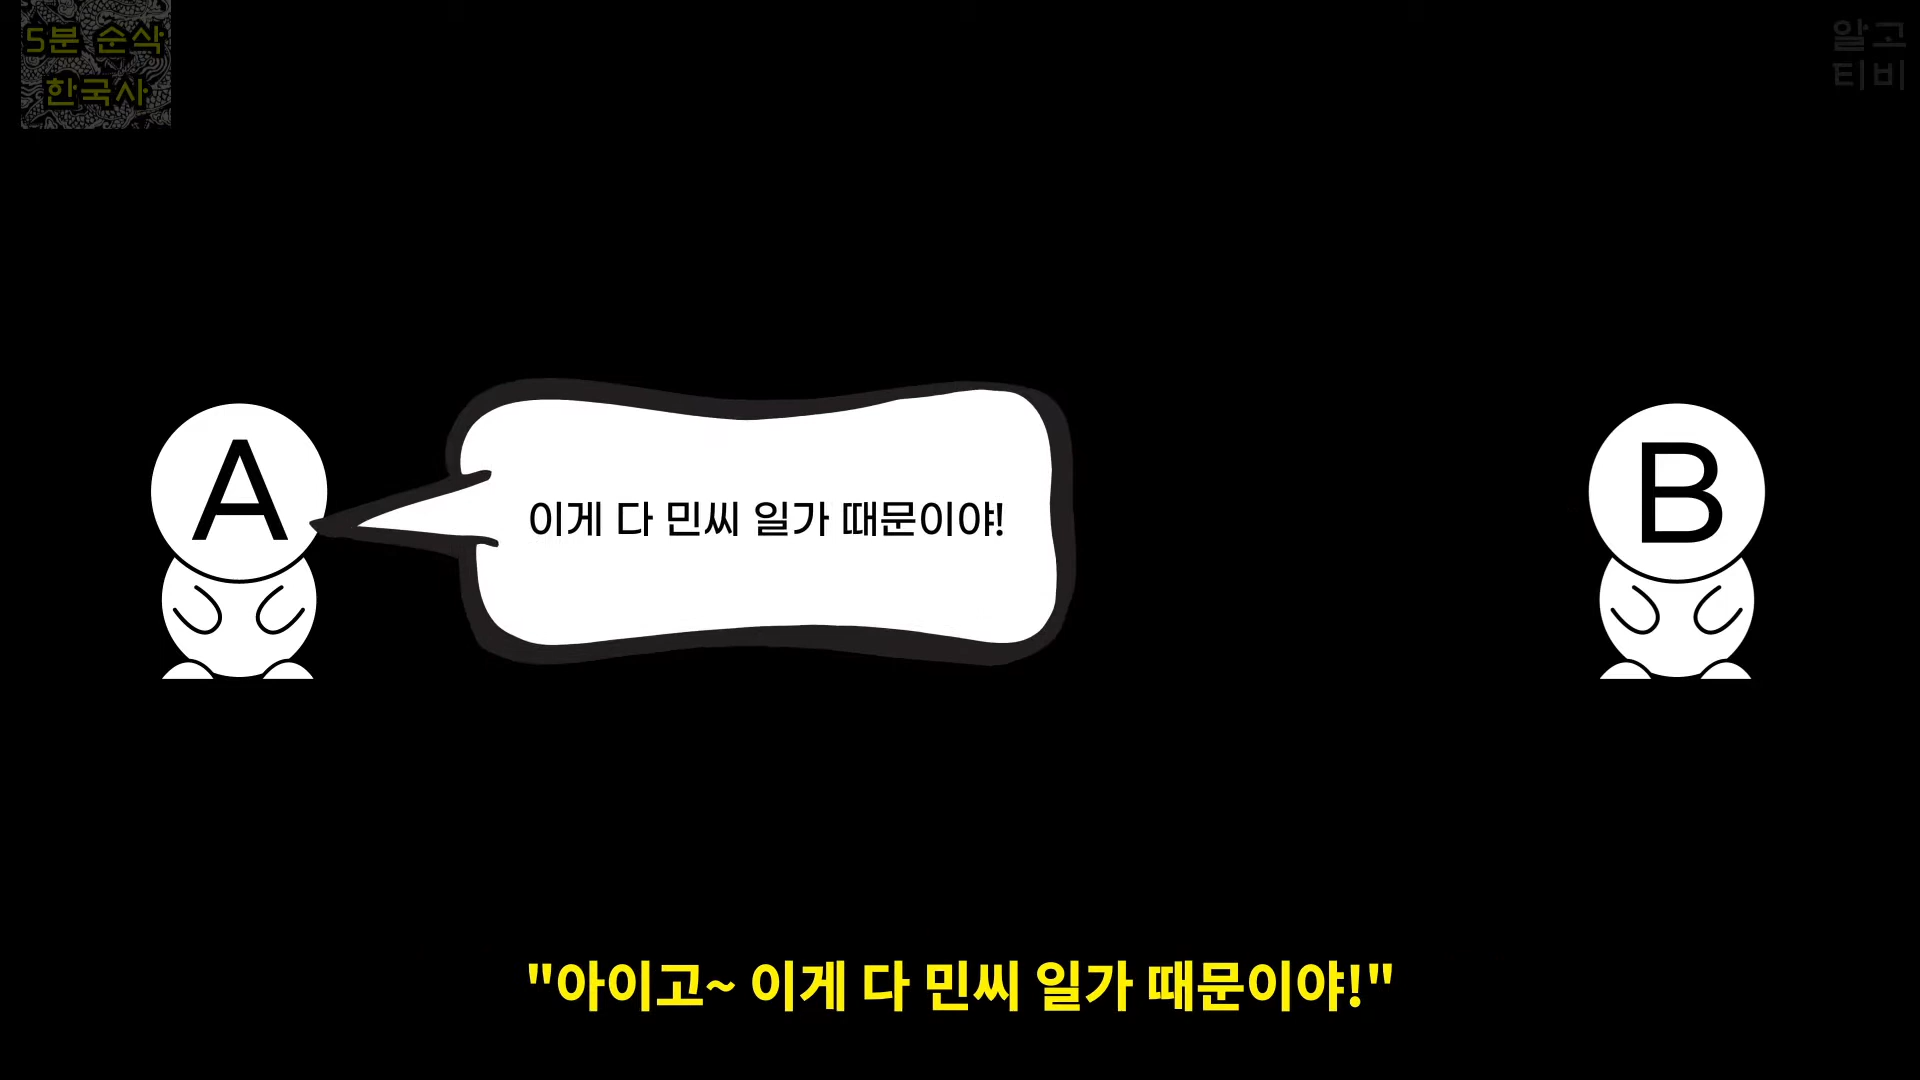 5분 순삭
한국사
알고
티비
A
이게 다 민씨 일가 때문이야!
B
"아이고~ 이게 다 민씨 일가 때문이야!"